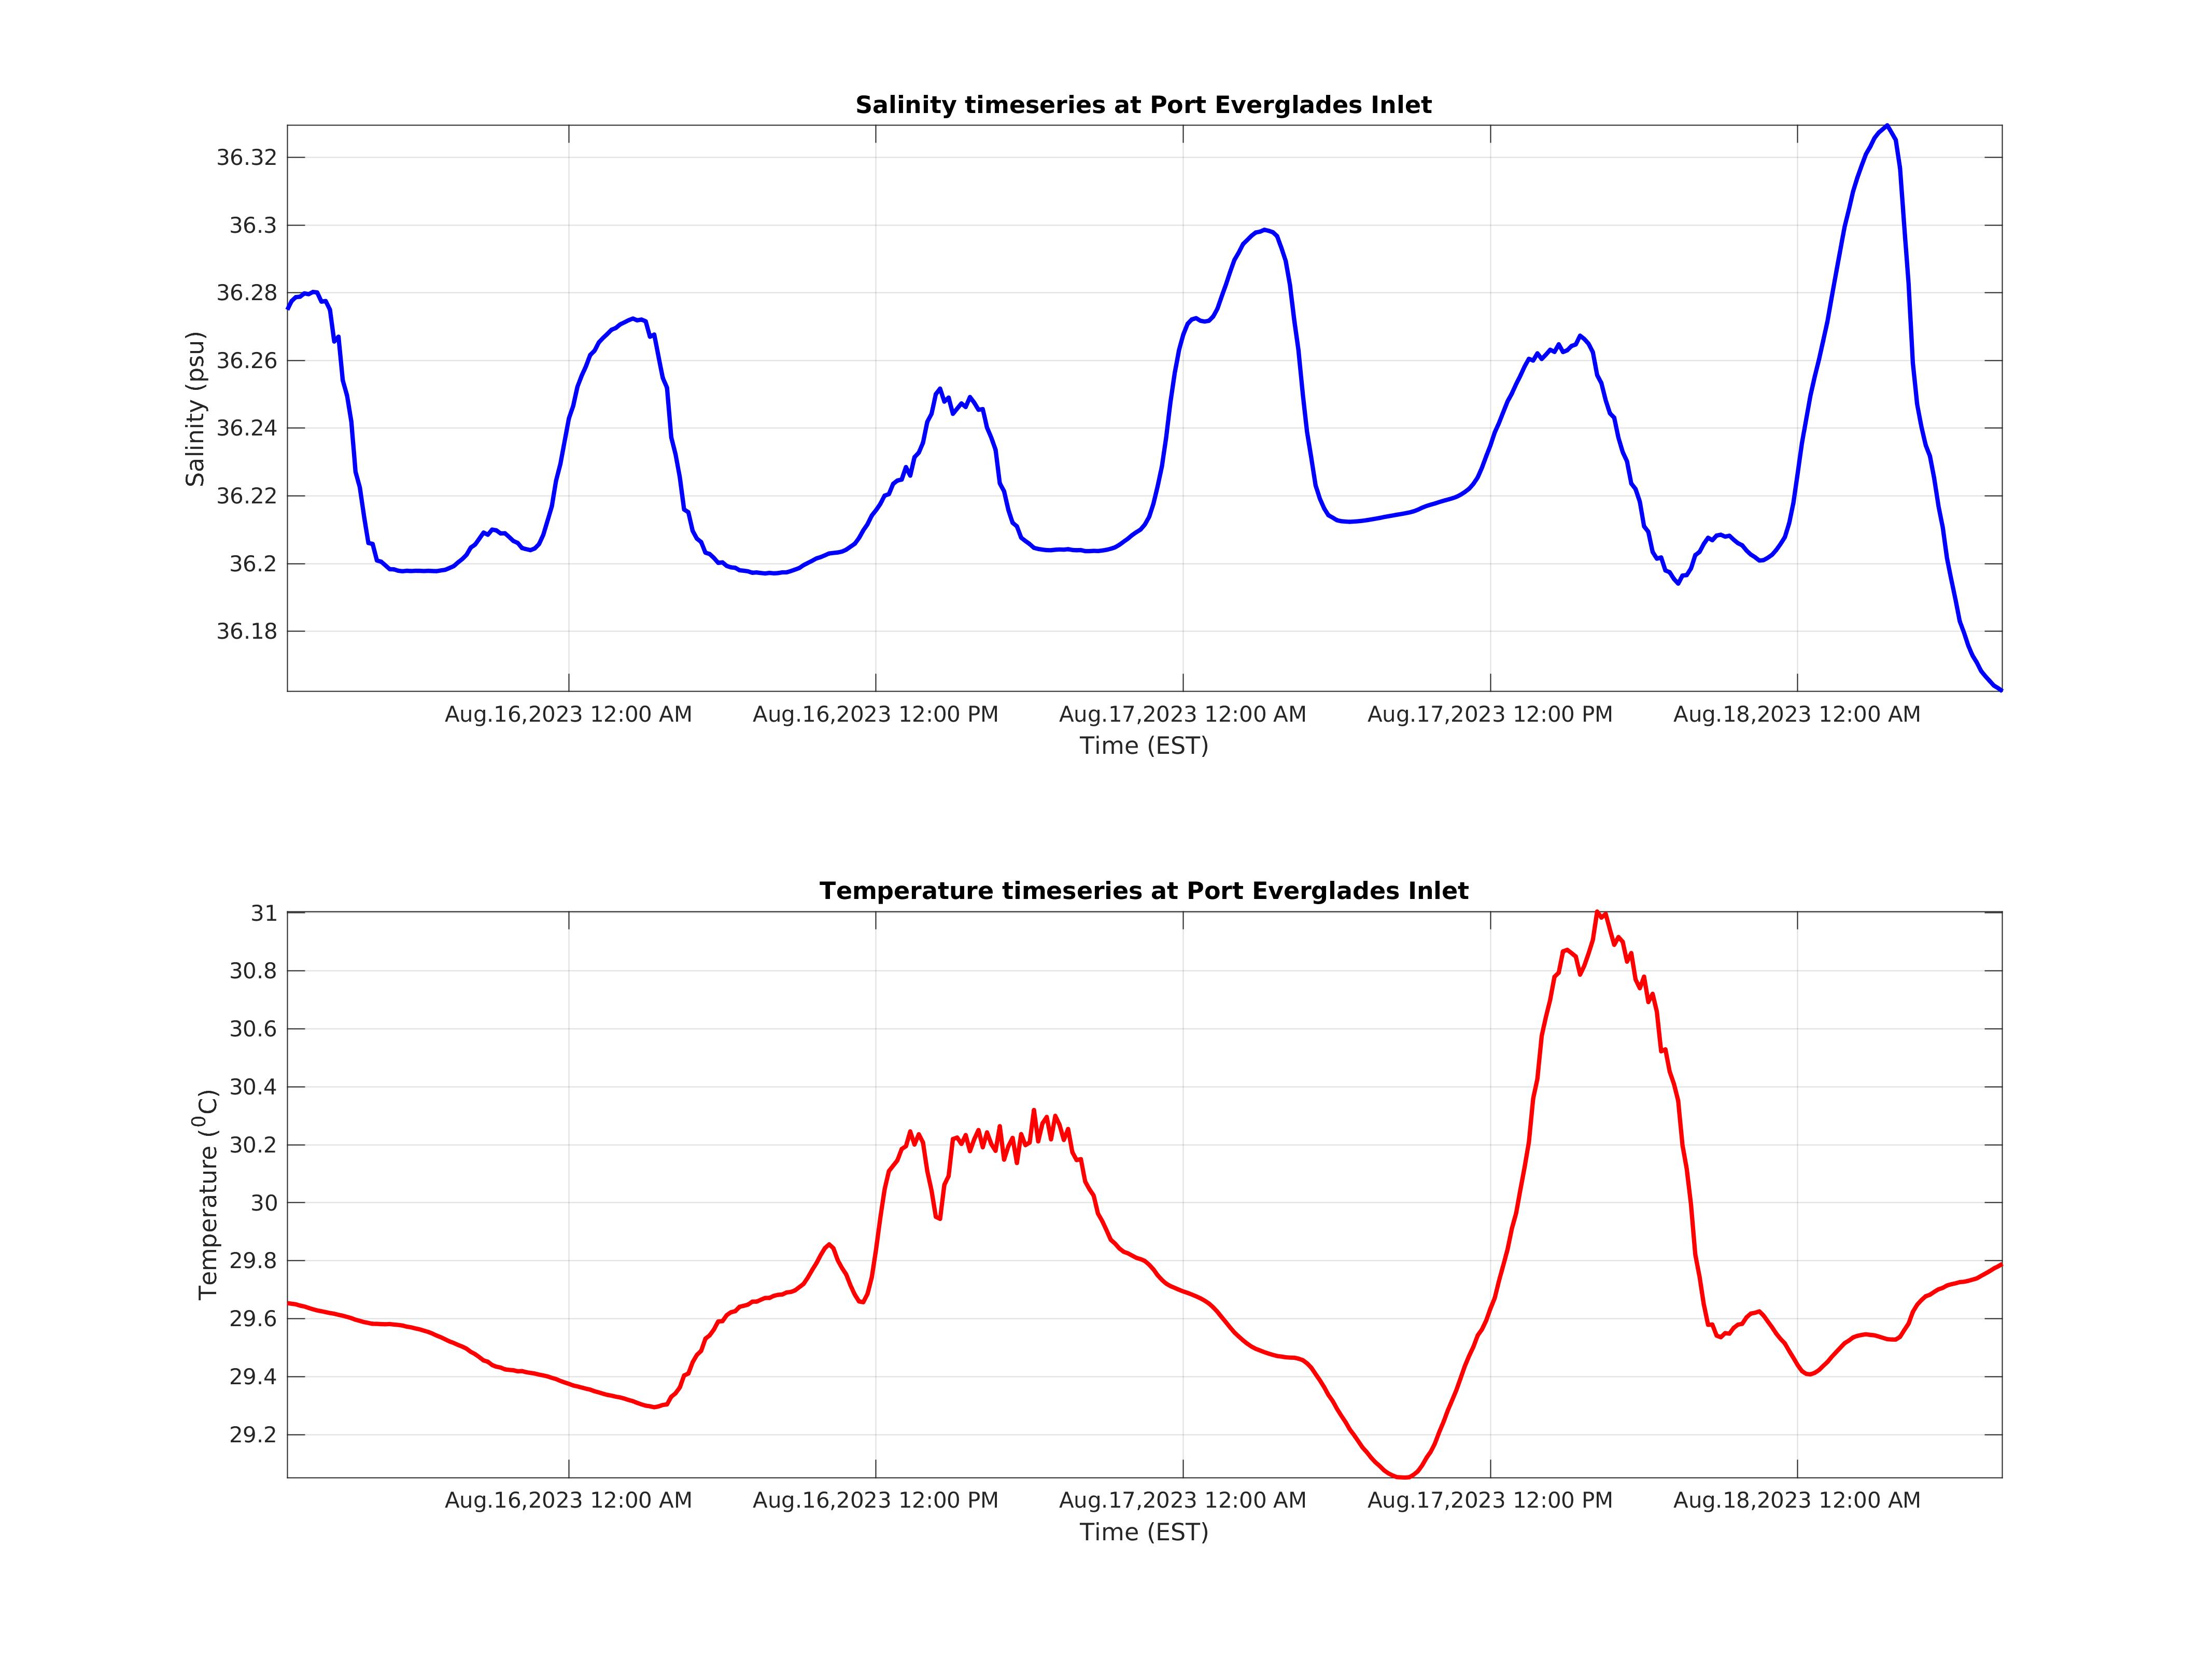 Salinity timeseries at Port Everglades Inlet
Salinity (psu)
36.32
36.3
36.28
36.26
36.24
36.22
36.2
36.18
Aug.16,2023 12:00 AM Aug.16,2023 12:00 PM Aug.17,2023 12:00 AM Aug.17,2023 12:00 PM Aug.18,2023 12:00 AM
Time (EST)
Temperature timeseries at Port Everglades Inlet
Temperature (⁰C)
31
30.8
30.6
30.4
30.2
30
29.8
29.6
29.4
29.2
Aug.16,2023 12:00 AM Aug.16,2023 12:00 PM Aug.17,2023 12:00 AM Aug.17,2023 12:00 PM Aug.18,2023 12:00 AM
Time (EST)